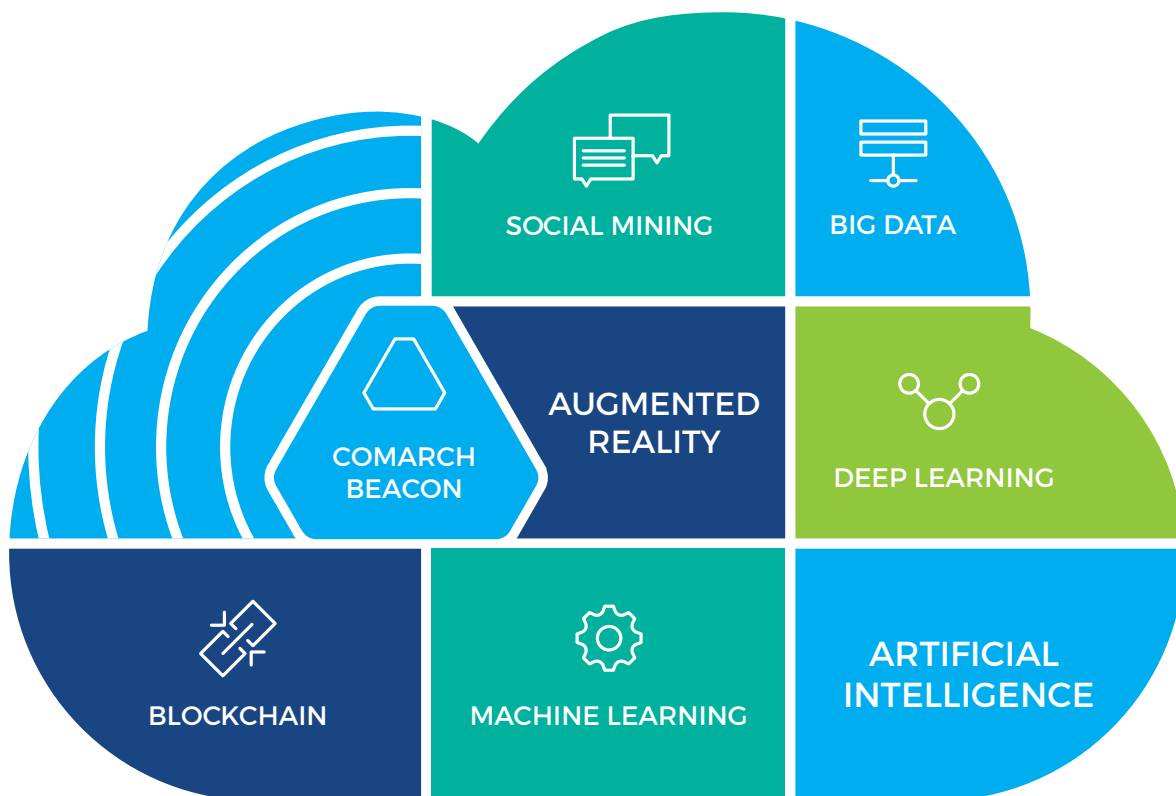 SOCIAL MINING
BIG DATA
COMARCH
BEACON
AUGMENTED
REALITY
DEEP LEARNING
BLOCKCHAIN
MACHINE LEARNING
ARTIFICIAL
INTELLIGENCE